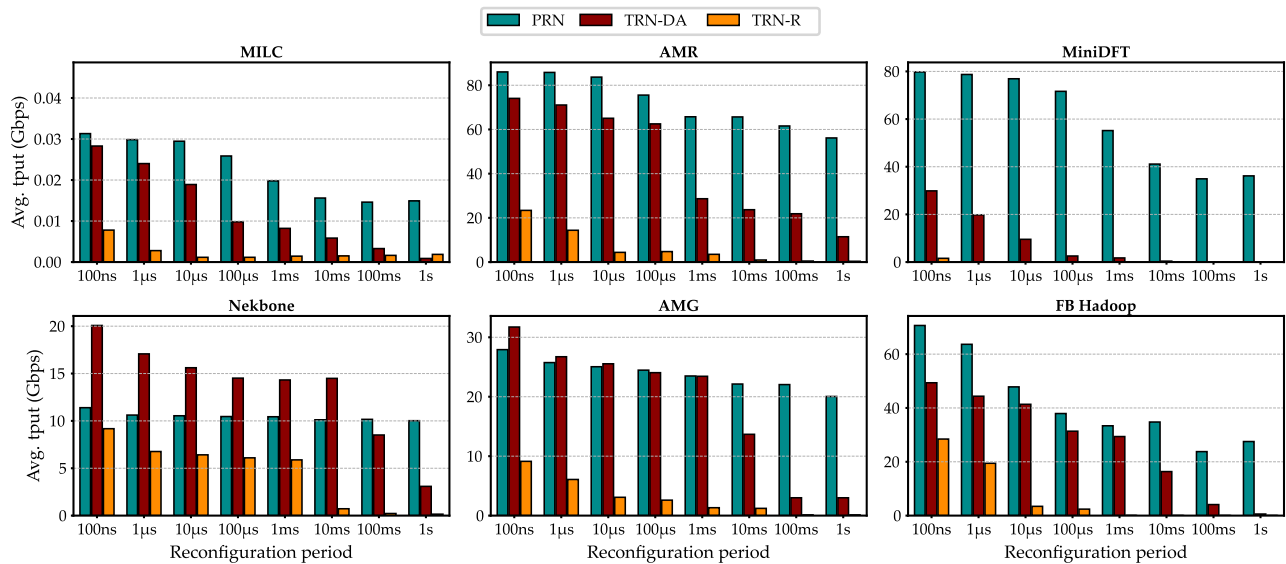 PRN TRN-DA TRN-R
MILC AMR MiniDFT
Avg. tput (Gbps)
0.04
0.03
0.02
0.01
0.00
100ns 1μs 10μs 100μs 1ms 10ms 100ms 1s
80
60
40
20
0
100ns 1μs 10μs 100μs 1ms 10ms 100ms 1s
80
60
40
20
0
100ns 1μs 10μs 100μs 1ms 10ms 100ms 1s
Nekbone AMG FB Hadoop
Avg. tput (Gbps)
20
15
10
5
0
100ns 1μs 10μs 100μs 1ms 10ms 100ms 1s
Reconfiguration period
30
20
10
0
100ns 1μs 10μs 100μs 1ms 10ms 100ms 1s
Reconfiguration period
60
40
20
0
100ns 1μs 10μs 100μs 1ms 10ms 100ms 1s
Reconfiguration period